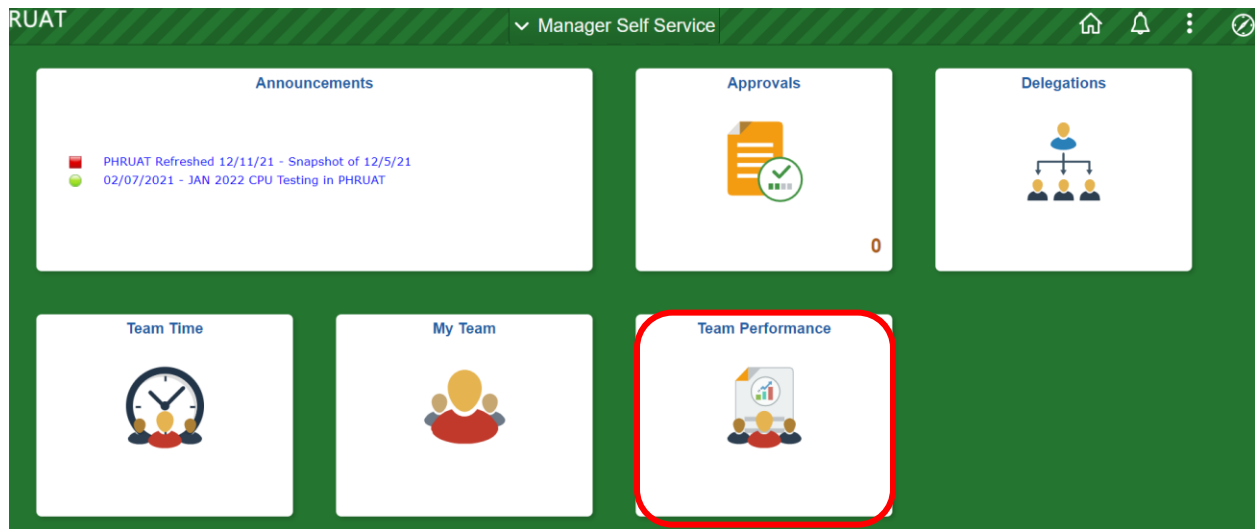 RUAT
Manager Self Service
Announcements
PHRUAT Refreshed 12/11/21 - Snapshot of 12/5/21
02/07/2021 - JAN 2022 CPU Testing in PHRUAT
Approvals
0
Delegations
Team Time
My Team
Team Performance